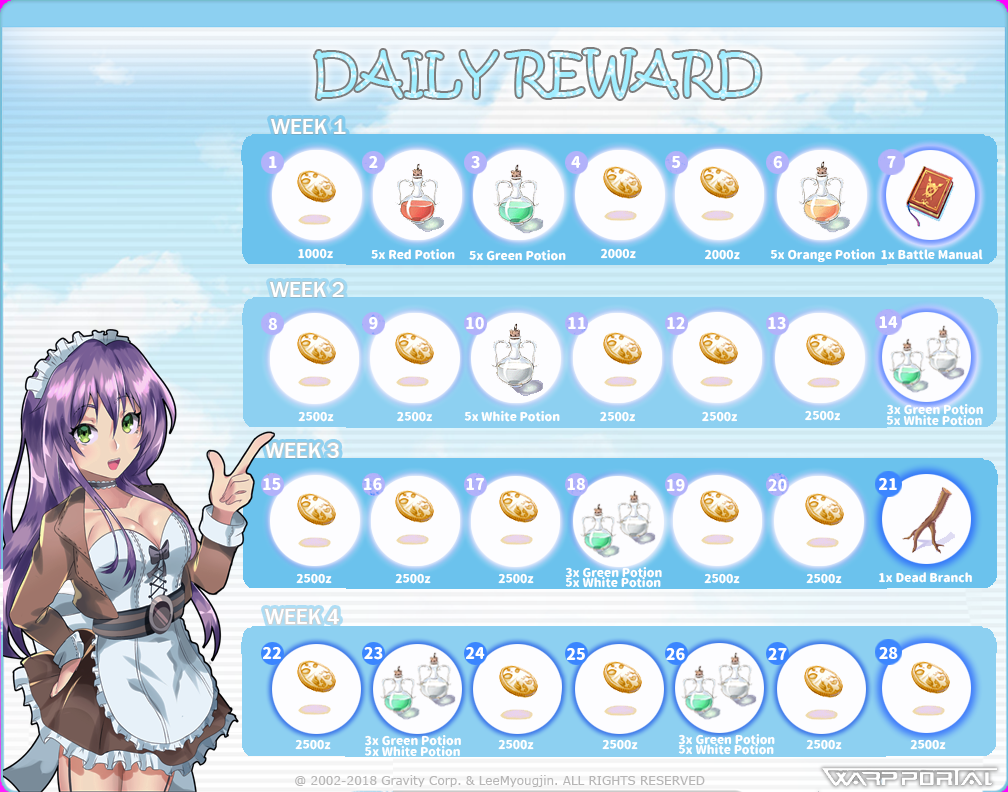 DAILY REWARD
WEEK 1
1 2 3 4 5 6 7
1000z 5x Red Potion 5x Green Potion 2000z 2000z 5x Orange Potion 1x Battle Manual
WEEK 2
8 9 10 11 12 13 14
2500z 2500z 5x White Potion 2500z 2500z 2500z 3x Green Potion
5x White Potion
WEEK 3
15 16 17 18 19 20 21
2500z 2500z 2500z 3x Green Potion 2500z 2500z 1x Dead Branch
5x White Potion
WEEK 4
22 23 24 25 26 27 28
2500z 3x Green Potion 2500z 2500z 3x Green Potion 2500z 2500z
5x White Potion 5x White Potion
© 2002-2018 Gravity Corp. & LeeMyougjin. ALL RIGHTS RESERVED
WARP PORTAL